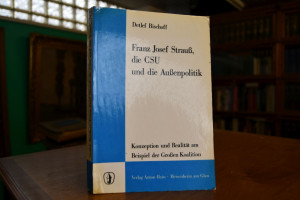 Detlef Bischoff
Franz Josef Strauß,
die CSU
und die Außenpolitik
Konzeption und Realität am
Beispiel der Großen Koalition
Verlag Anton Hain · Meisenheim am Glan